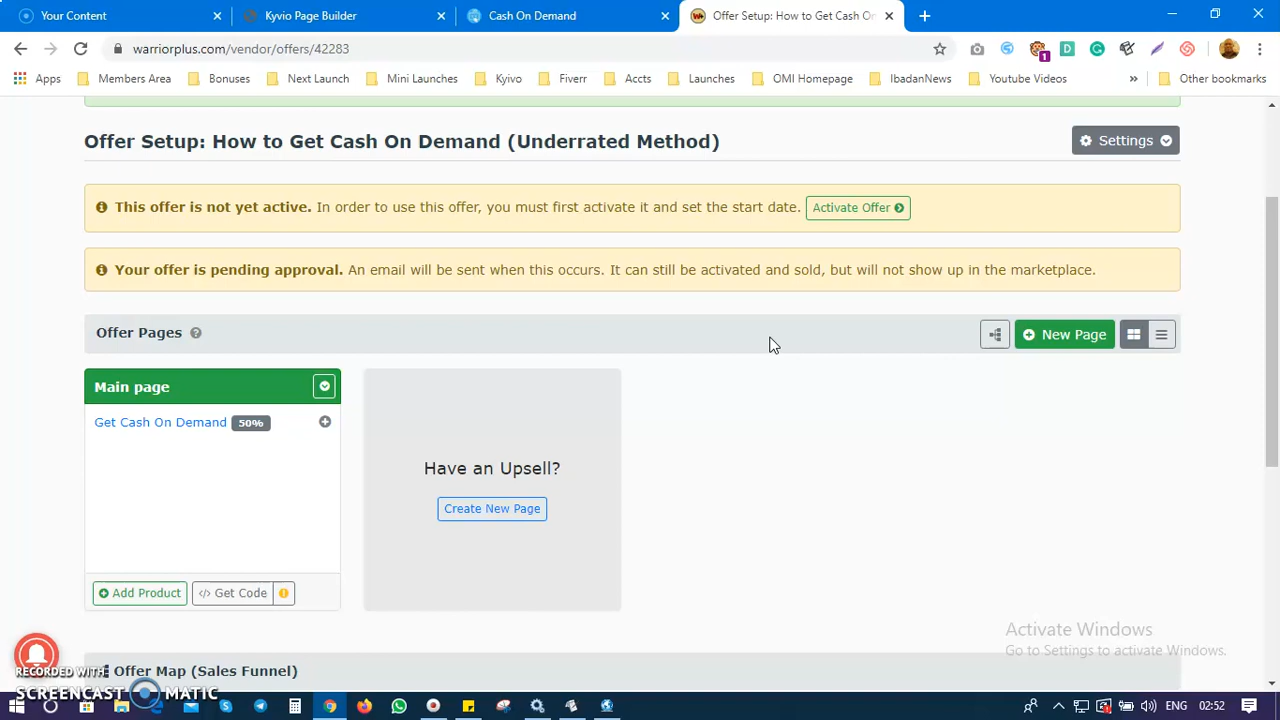 Your Content
Kyvio Page Builder
Cash On Demand
Offer Setup: How to Get Cash On
warriorplus.com/vendor/offers/42283
1
Apps
Members Area
Bonuses
Next Launch
Mini Launches
Kyivo
Fiverr
Accts
Launches
OMI Homepage
IbadanNews
Youtube Videos
»
Other bookmarks
Offer Setup: How to Get Cash On Demand (Underrated Method)
Settings
This offer is not yet active. In order to use this offer, you must first activate it and set the start date. Activate Offer
Your offer is pending approval. An email will be sent when this occurs. It can still be activated and sold, but will not show up in the marketplace.
Offer Pages
New Page
Main page
Get Cash On Demand 50%
Have an Upsell?
Create New Page
Add Product
</> Get Code
Activate Windows
Go to Settings to activate Windows.
Offer Map (Sales Funnel)
RECORDED WITH
SCREENCAST MATIC
02:52